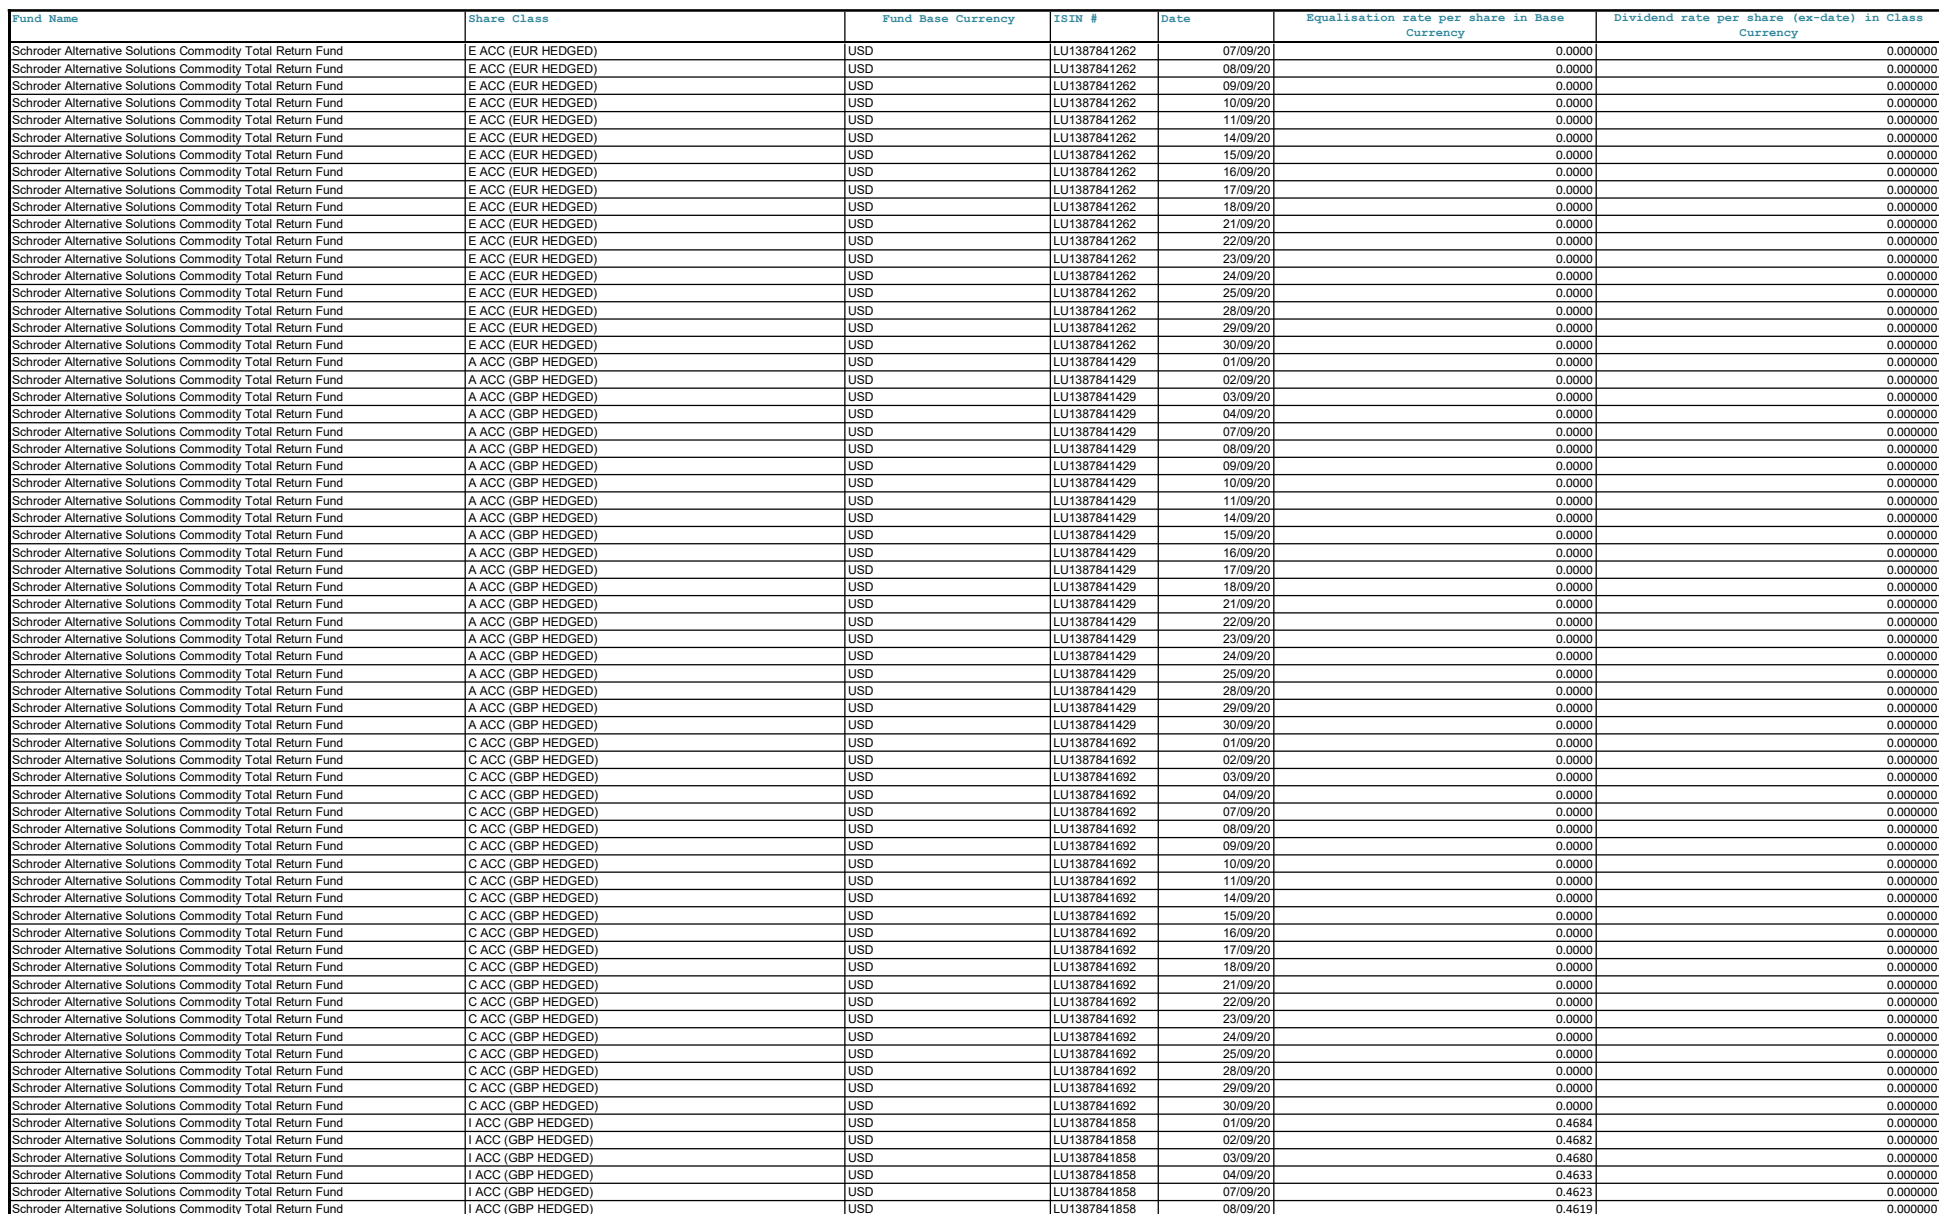 Fund Name Share Class Fund Base Currency ISIN # Date Equalisation rate per share in Base Currency Dividend rate per share (ex-date) in Class Currency
Schroder Alternative Solutions Commodity Total Return Fund E ACC (EUR HEDGED) USD LU1387841262 07/09/20 0.0000 0.000000
Schroder Alternative Solutions Commodity Total Return Fund E ACC (EUR HEDGED) USD LU1387841262 08/09/20 0.0000 0.000000
Schroder Alternative Solutions Commodity Total Return Fund E ACC (EUR HEDGED) USD LU1387841262 09/09/20 0.0000 0.000000
Schroder Alternative Solutions Commodity Total Return Fund E ACC (EUR HEDGED) USD LU1387841262 10/09/20 0.0000 0.000000
Schroder Alternative Solutions Commodity Total Return Fund E ACC (EUR HEDGED) USD LU1387841262 11/09/20 0.0000 0.000000
Schroder Alternative Solutions Commodity Total Return Fund E ACC (EUR HEDGED) USD LU1387841262 14/09/20 0.0000 0.000000
Schroder Alternative Solutions Commodity Total Return Fund E ACC (EUR HEDGED) USD LU1387841262 15/09/20 0.0000 0.000000
Schroder Alternative Solutions Commodity Total Return Fund E ACC (EUR HEDGED) USD LU1387841262 16/09/20 0.0000 0.000000
Schroder Alternative Solutions Commodity Total Return Fund E ACC (EUR HEDGED) USD LU1387841262 17/09/20 0.0000 0.000000
Schroder Alternative Solutions Commodity Total Return Fund E ACC (EUR HEDGED) USD LU1387841262 18/09/20 0.0000 0.000000
Schroder Alternative Solutions Commodity Total Return Fund E ACC (EUR HEDGED) USD LU1387841262 21/09/20 0.0000 0.000000
Schroder Alternative Solutions Commodity Total Return Fund E ACC (EUR HEDGED) USD LU1387841262 22/09/20 0.0000 0.000000
Schroder Alternative Solutions Commodity Total Return Fund E ACC (EUR HEDGED) USD LU1387841262 23/09/20 0.0000 0.000000
Schroder Alternative Solutions Commodity Total Return Fund E ACC (EUR HEDGED) USD LU1387841262 24/09/20 0.0000 0.000000
Schroder Alternative Solutions Commodity Total Return Fund E ACC (EUR HEDGED) USD LU1387841262 25/09/20 0.0000 0.000000
Schroder Alternative Solutions Commodity Total Return Fund E ACC (EUR HEDGED) USD LU1387841262 28/09/20 0.0000 0.000000
Schroder Alternative Solutions Commodity Total Return Fund E ACC (EUR HEDGED) USD LU1387841262 29/09/20 0.0000 0.000000
Schroder Alternative Solutions Commodity Total Return Fund E ACC (EUR HEDGED) USD LU1387841262 30/09/20 0.0000 0.000000
Schroder Alternative Solutions Commodity Total Return Fund A ACC (GBP HEDGED) USD LU1387841429 01/09/20 0.0000 0.000000
Schroder Alternative Solutions Commodity Total Return Fund A ACC (GBP HEDGED) USD LU1387841429 02/09/20 0.0000 0.000000
Schroder Alternative Solutions Commodity Total Return Fund A ACC (GBP HEDGED) USD LU1387841429 03/09/20 0.0000 0.000000
Schroder Alternative Solutions Commodity Total Return Fund A ACC (GBP HEDGED) USD LU1387841429 04/09/20 0.0000 0.000000
Schroder Alternative Solutions Commodity Total Return Fund A ACC (GBP HEDGED) USD LU1387841429 07/09/20 0.0000 0.000000
Schroder Alternative Solutions Commodity Total Return Fund A ACC (GBP HEDGED) USD LU1387841429 08/09/20 0.0000 0.000000
Schroder Alternative Solutions Commodity Total Return Fund A ACC (GBP HEDGED) USD LU1387841429 09/09/20 0.0000 0.000000
Schroder Alternative Solutions Commodity Total Return Fund A ACC (GBP HEDGED) USD LU1387841429 10/09/20 0.0000 0.000000
Schroder Alternative Solutions Commodity Total Return Fund A ACC (GBP HEDGED) USD LU1387841429 11/09/20 0.0000 0.000000
Schroder Alternative Solutions Commodity Total Return Fund A ACC (GBP HEDGED) USD LU1387841429 14/09/20 0.0000 0.000000
Schroder Alternative Solutions Commodity Total Return Fund A ACC (GBP HEDGED) USD LU1387841429 15/09/20 0.0000 0.000000
Schroder Alternative Solutions Commodity Total Return Fund A ACC (GBP HEDGED) USD LU1387841429 16/09/20 0.0000 0.000000
Schroder Alternative Solutions Commodity Total Return Fund A ACC (GBP HEDGED) USD LU1387841429 17/09/20 0.0000 0.000000
Schroder Alternative Solutions Commodity Total Return Fund A ACC (GBP HEDGED) USD LU1387841429 18/09/20 0.0000 0.000000
Schroder Alternative Solutions Commodity Total Return Fund A ACC (GBP HEDGED) USD LU1387841429 21/09/20 0.0000 0.000000
Schroder Alternative Solutions Commodity Total Return Fund A ACC (GBP HEDGED) USD LU1387841429 22/09/20 0.0000 0.000000
Schroder Alternative Solutions Commodity Total Return Fund A ACC (GBP HEDGED) USD LU1387841429 23/09/20 0.0000 0.000000
Schroder Alternative Solutions Commodity Total Return Fund A ACC (GBP HEDGED) USD LU1387841429 24/09/20 0.0000 0.000000
Schroder Alternative Solutions Commodity Total Return Fund A ACC (GBP HEDGED) USD LU1387841429 25/09/20 0.0000 0.000000
Schroder Alternative Solutions Commodity Total Return Fund A ACC (GBP HEDGED) USD LU1387841429 28/09/20 0.0000 0.000000
Schroder Alternative Solutions Commodity Total Return Fund A ACC (GBP HEDGED) USD LU1387841429 29/09/20 0.0000 0.000000
Schroder Alternative Solutions Commodity Total Return Fund A ACC (GBP HEDGED) USD LU1387841429 30/09/20 0.0000 0.000000
Schroder Alternative Solutions Commodity Total Return Fund C ACC (GBP HEDGED) USD LU1387841692 01/09/20 0.0000 0.000000
Schroder Alternative Solutions Commodity Total Return Fund C ACC (GBP HEDGED) USD LU1387841692 02/09/20 0.0000 0.000000
Schroder Alternative Solutions Commodity Total Return Fund C ACC (GBP HEDGED) USD LU1387841692 03/09/20 0.0000 0.000000
Schroder Alternative Solutions Commodity Total Return Fund C ACC (GBP HEDGED) USD LU1387841692 04/09/20 0.0000 0.000000
Schroder Alternative Solutions Commodity Total Return Fund C ACC (GBP HEDGED) USD LU1387841692 07/09/20 0.0000 0.000000
Schroder Alternative Solutions Commodity Total Return Fund C ACC (GBP HEDGED) USD LU1387841692 08/09/20 0.0000 0.000000
Schroder Alternative Solutions Commodity Total Return Fund C ACC (GBP HEDGED) USD LU1387841692 09/09/20 0.0000 0.000000
Schroder Alternative Solutions Commodity Total Return Fund C ACC (GBP HEDGED) USD LU1387841692 10/09/20 0.0000 0.000000
Schroder Alternative Solutions Commodity Total Return Fund C ACC (GBP HEDGED) USD LU1387841692 11/09/20 0.0000 0.000000
Schroder Alternative Solutions Commodity Total Return Fund C ACC (GBP HEDGED) USD LU1387841692 14/09/20 0.0000 0.000000
Schroder Alternative Solutions Commodity Total Return Fund C ACC (GBP HEDGED) USD LU1387841692 15/09/20 0.0000 0.000000
Schroder Alternative Solutions Commodity Total Return Fund C ACC (GBP HEDGED) USD LU1387841692 16/09/20 0.0000 0.000000
Schroder Alternative Solutions Commodity Total Return Fund C ACC (GBP HEDGED) USD LU1387841692 17/09/20 0.0000 0.000000
Schroder Alternative Solutions Commodity Total Return Fund C ACC (GBP HEDGED) USD LU1387841692 18/09/20 0.0000 0.000000
Schroder Alternative Solutions Commodity Total Return Fund C ACC (GBP HEDGED) USD LU1387841692 21/09/20 0.0000 0.000000
Schroder Alternative Solutions Commodity Total Return Fund C ACC (GBP HEDGED) USD LU1387841692 22/09/20 0.0000 0.000000
Schroder Alternative Solutions Commodity Total Return Fund C ACC (GBP HEDGED) USD LU1387841692 23/09/20 0.0000 0.000000
Schroder Alternative Solutions Commodity Total Return Fund C ACC (GBP HEDGED) USD LU1387841692 24/09/20 0.0000 0.000000
Schroder Alternative Solutions Commodity Total Return Fund C ACC (GBP HEDGED) USD LU1387841692 25/09/20 0.0000 0.000000
Schroder Alternative Solutions Commodity Total Return Fund C ACC (GBP HEDGED) USD LU1387841692 28/09/20 0.0000 0.000000
Schroder Alternative Solutions Commodity Total Return Fund C ACC (GBP HEDGED) USD LU1387841692 29/09/20 0.0000 0.000000
Schroder Alternative Solutions Commodity Total Return Fund C ACC (GBP HEDGED) USD LU1387841692 30/09/20 0.0000 0.000000
Schroder Alternative Solutions Commodity Total Return Fund I ACC (GBP HEDGED) USD LU1387841858 01/09/20 0.4684 0.000000
Schroder Alternative Solutions Commodity Total Return Fund I ACC (GBP HEDGED) USD LU1387841858 02/09/20 0.4682 0.000000
Schroder Alternative Solutions Commodity Total Return Fund I ACC (GBP HEDGED) USD LU1387841858 03/09/20 0.4680 0.000000
Schroder Alternative Solutions Commodity Total Return Fund I ACC (GBP HEDGED) USD LU1387841858 04/09/20 0.4633 0.000000
Schroder Alternative Solutions Commodity Total Return Fund I ACC (GBP HEDGED) USD LU1387841858 07/09/20 0.4623 0.000000
Schroder Alternative Solutions Commodity Total Return Fund I ACC (GBP HEDGED) USD LU1387841858 08/09/20 0.4619 0.000000